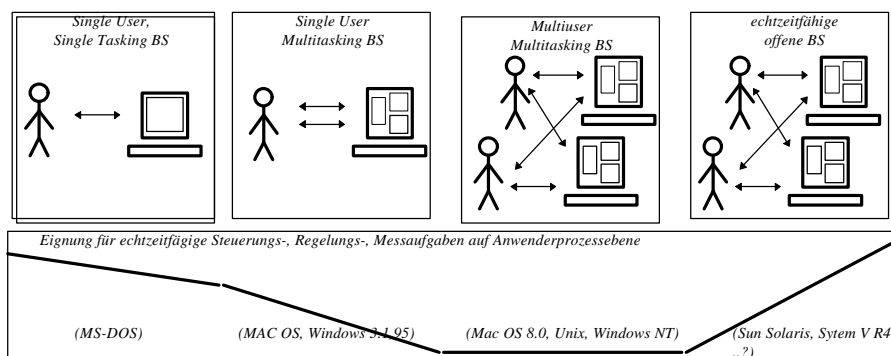 Single User,
Single Tasking BS
Single User
Multitasking BS
Multiuser
Multitasking BS
echtzeitfähige
offene BS
Eignung für echtzeitfägige Steuerungs-, Regelungs-, Messaufgaben auf Anwenderprozessebene
(MS-DOS)
(MAC OS, Windows 3.1,95)
(Mac OS 8.0, Unix, Windows NT)
(Sun Solaris, Sytem V R4
..?)